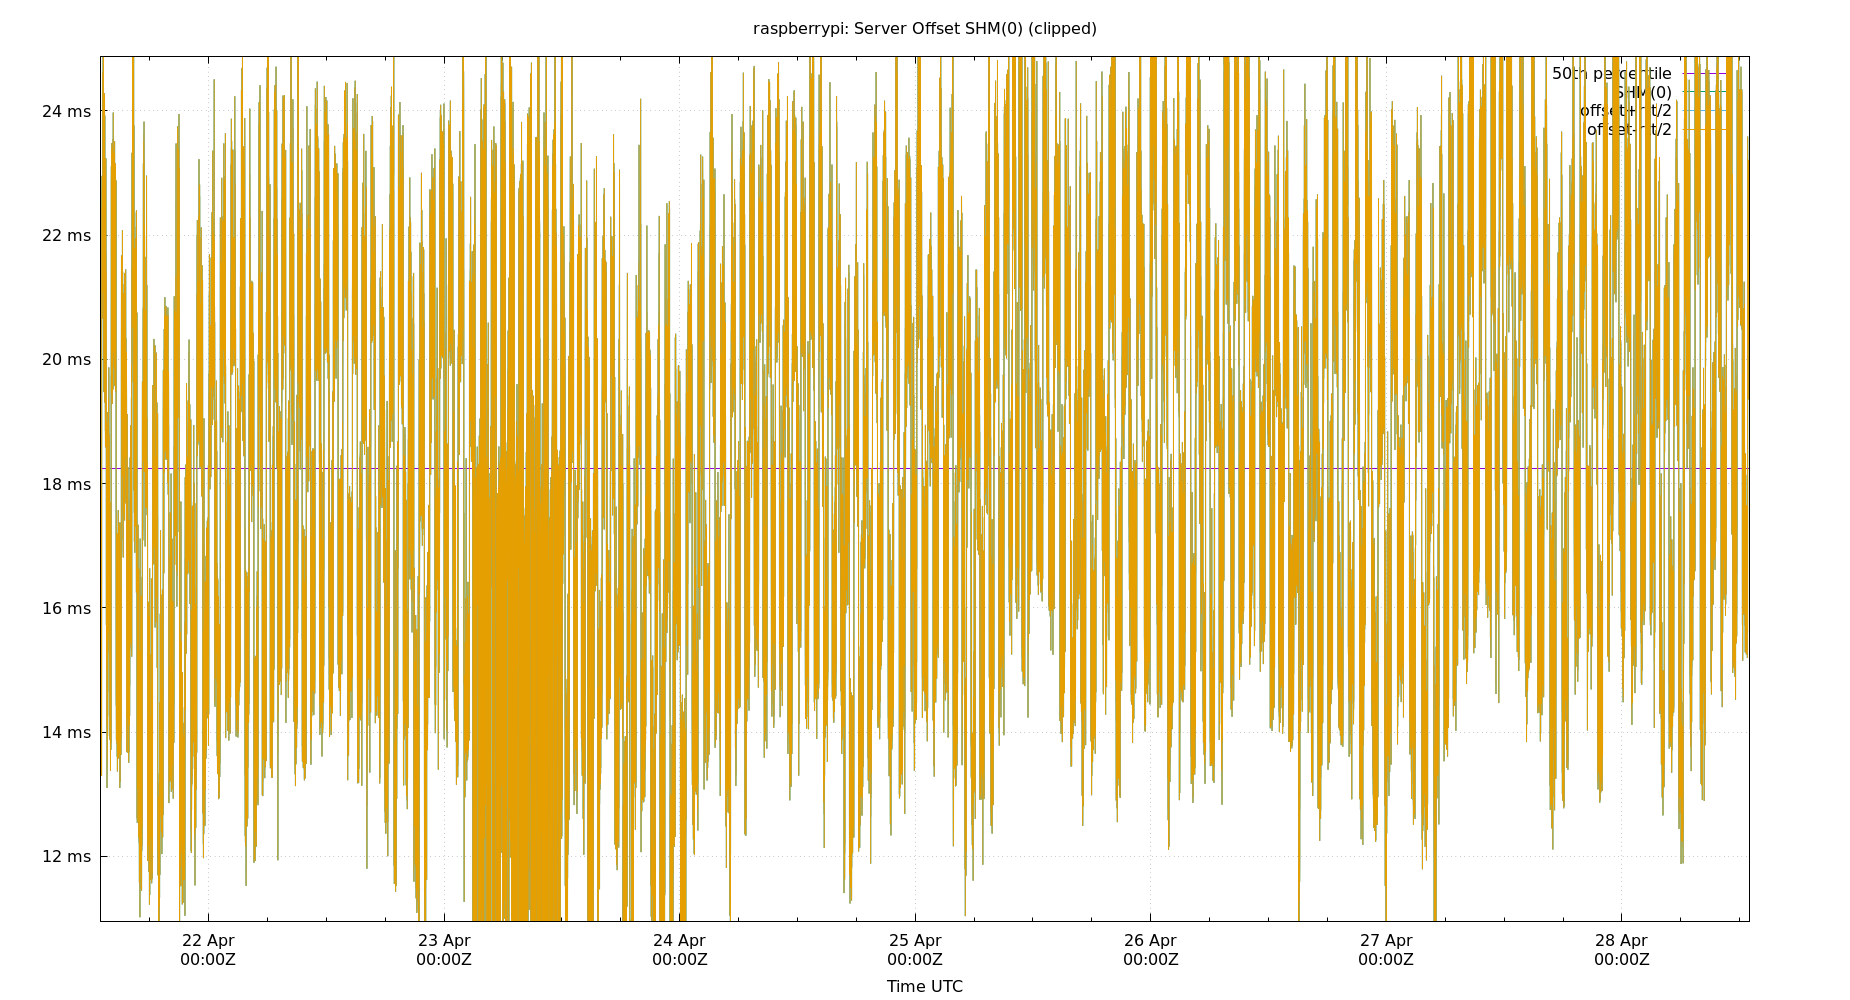 raspberrypi: Server Offset SHM(0) (clipped)
50th percentile
SHM(0)
offset+rtt/2
offset-rtt/2
24 ms
22 ms
20 ms
18 ms
16 ms
14 ms
12 ms
22 Apr 23 Apr 24 Apr 25 Apr 26 Apr 27 Apr 28 Apr
00:00Z 00:00Z 00:00Z 00:00Z 00:00Z 00:00Z 00:00Z
Time UTC